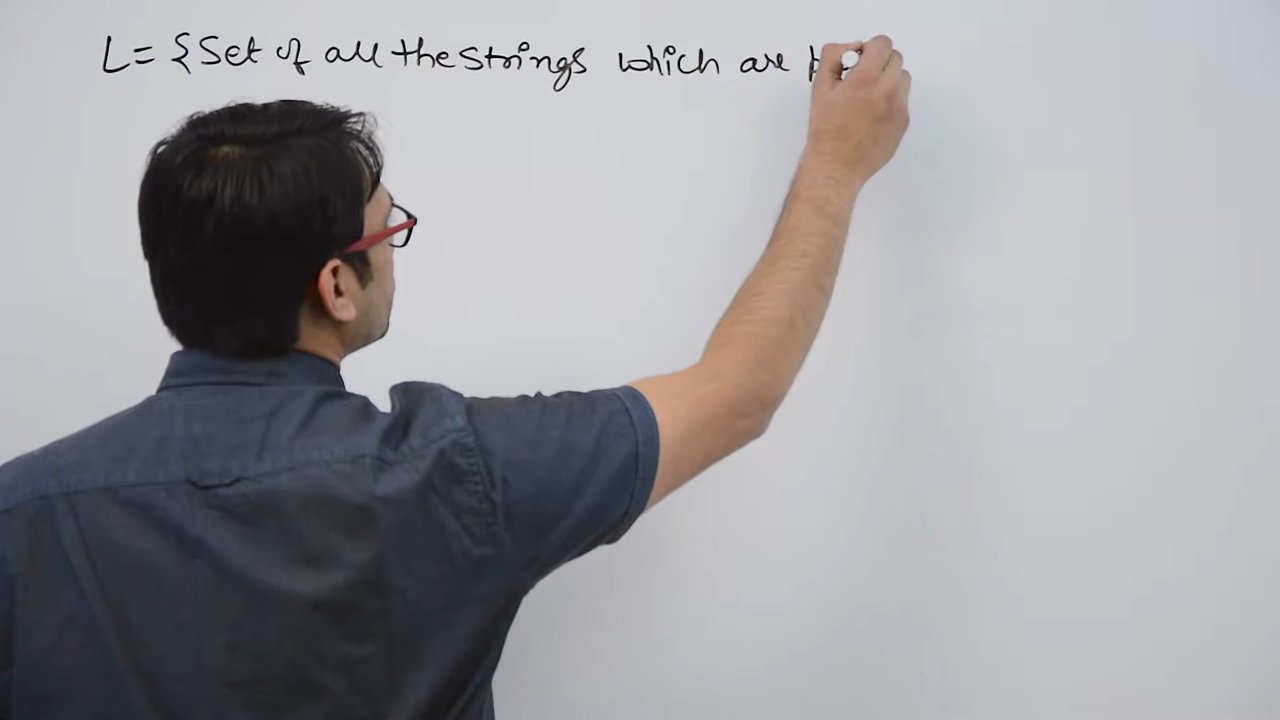 L= {Set of all the strings which are